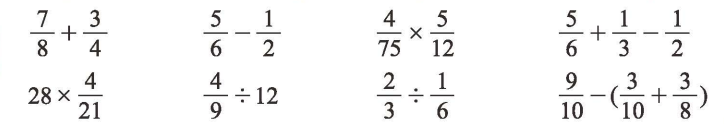 7/8 + 3/4    5/6 − 1/2    4/75 × 5/12    5/6 + 1/3 − 1/2
28 × 4/21    4/9 ÷ 12    2/3 ÷ 1/6    9/10 − (3/10 + 3/8)